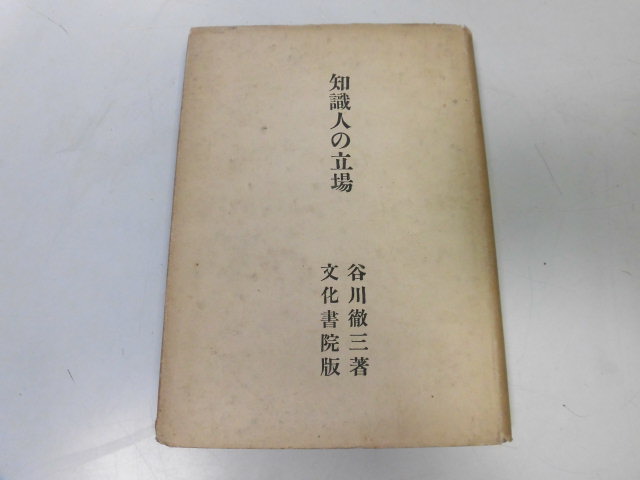 知識人の立場
谷川徹三著
文化書院版